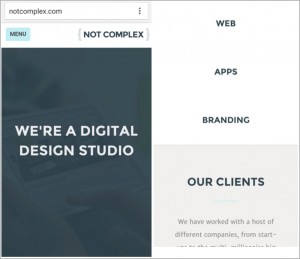 notcomplex.com
MENU
{ NOT COMPLEX }
WE'RE A DIGITAL
DESIGN STUDIO
WEB
APPS
BRANDING
OUR CLIENTS
We have worked with a host of
different companies, from start-